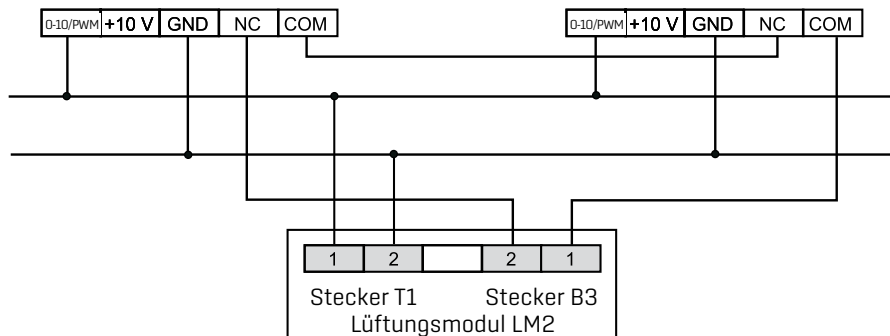 0-10/PWM +10 V GND NC COM 0-10/PWM +10 V GND NC COM
1 2 2 1
Stecker T1 Stecker B3
Lüftungsmodul LM2